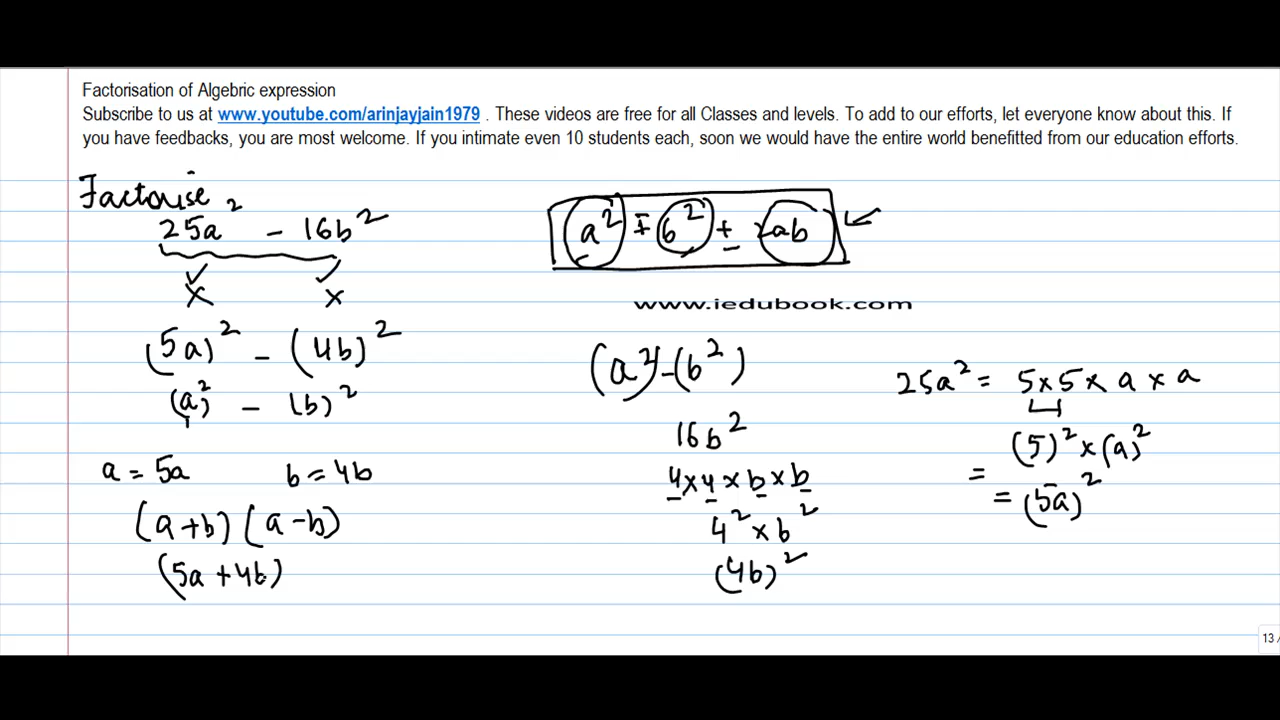 Factorisation of Algebric expression
Subscribe to us at www.youtube.com/arinjayjain1979 . These videos are free for all Classes and levels. To add to our efforts, let everyone know about this. If
you have feedbacks, you are most welcome. If you intimate even 10 students each, soon we would have the entire world benefitted from our education efforts.
Factorise
25a² - 16b²
✓ ✓
x x
(5a)² - (4b)²
(a)² - (b)²
a = 5a b = 4b
(a+b) (a-b)
(5a+4b)
a² ∓ b² ± 2ab
www.iedubook.com
(a²)-(b²)
16b²
4×4×b×b
4²×b²
(4b)²
25a² = 5×5×a×a
(5)²×(a)²
=
= (5a)²
13/